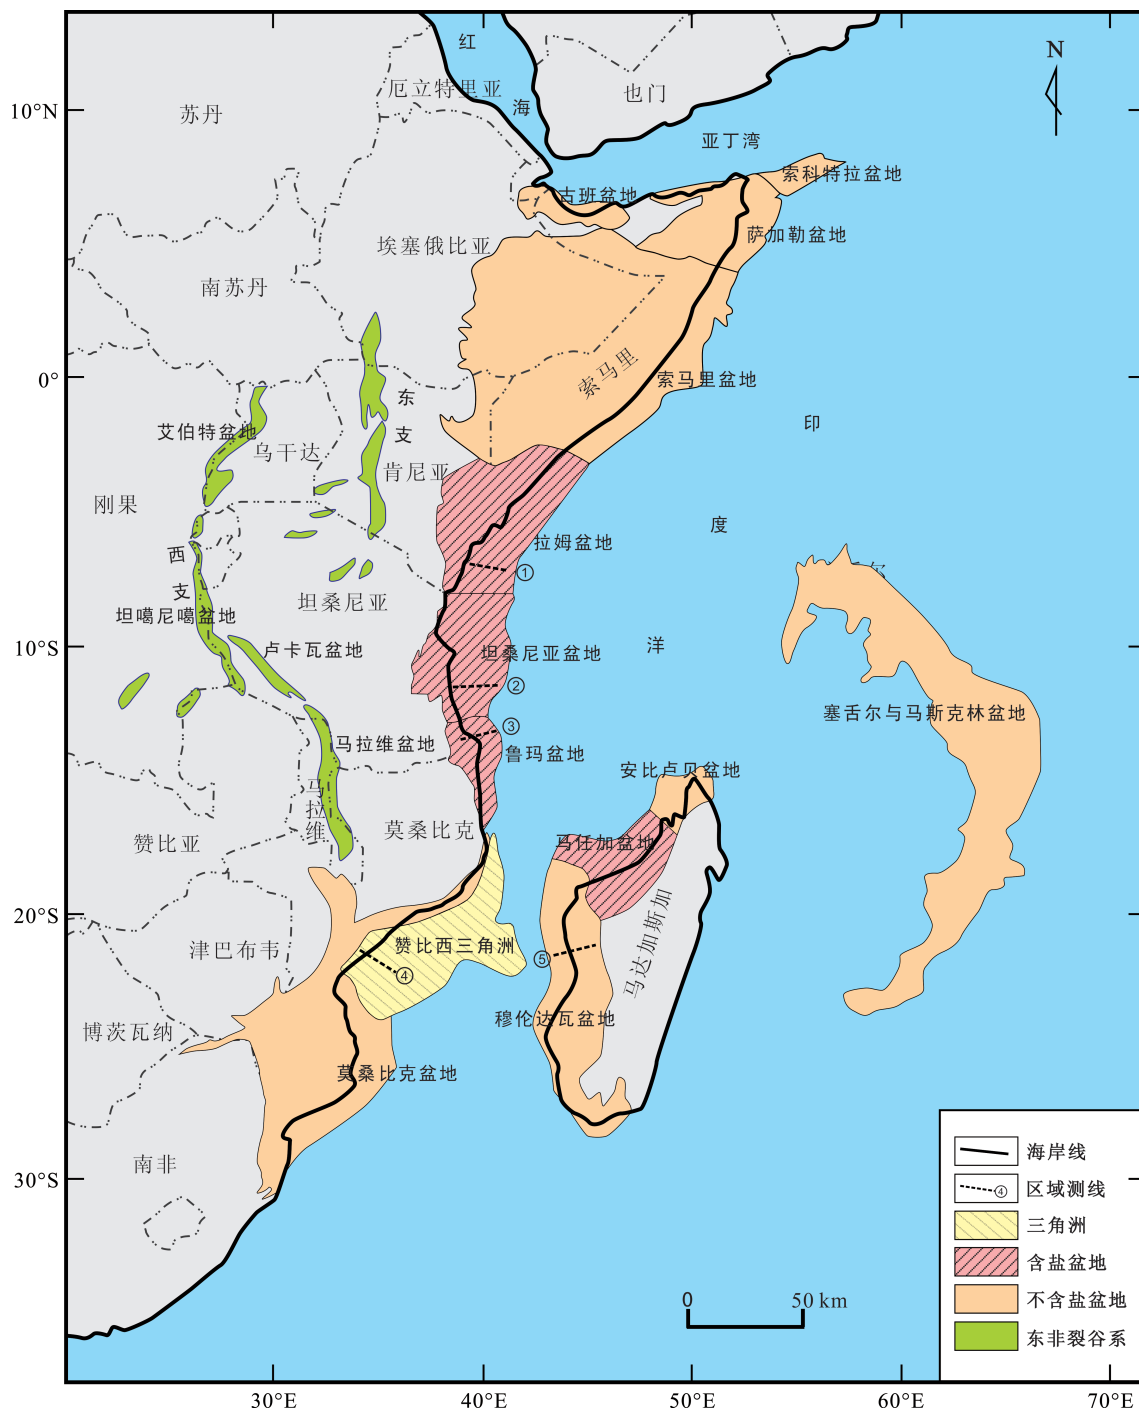 红
海
N
厄立特里亚
也门
10°N
苏丹
亚丁湾
索科特拉盆地
古班盆地
萨加勒盆地
埃塞俄比亚
南苏丹
索马里
0°
索马里盆地
东
支
印
艾伯特盆地
乌干达
肯尼亚
刚果
度
西
支
拉姆盆地
①
坦桑尼亚
坦噶尼噶盆地
10°S
卢卡瓦盆地
坦桑尼亚盆地
洋
②
塞舌尔与马斯克林盆地
③
马拉维盆地
鲁玛盆地
安比卢贝盆地
马拉维
赞比亚
莫桑比克
马任加盆地
20°S
津巴布韦
赞比西三角洲
马达加斯加
⑤
④
穆伦达瓦盆地
博茨瓦纳
莫桑比克盆地
南非
30°S
海岸线
④
区域测线
三角洲
含盐盆地
不含盐盆地
东非裂谷系
0
50 km
30°E
40°E
50°E
60°E
70°E